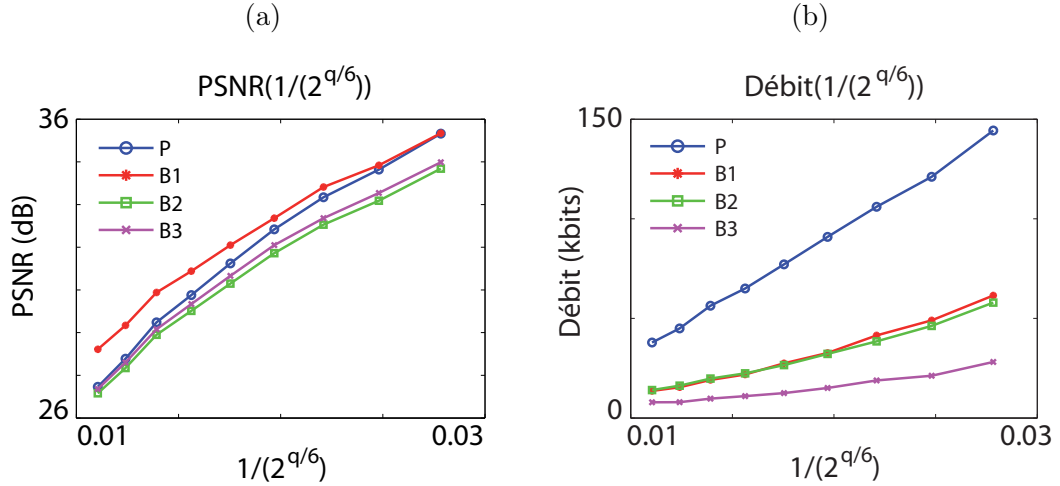 (a)
PSNR(1/(2^q/6))
36
P
B1
B2
B3
PSNR (dB)
26
0.01
0.03
1/(2^q/6)
(b)
Débit(1/(2^q/6))
150
P
B1
B2
B3
Débit (kbits)
0
0.01
0.03
1/(2^q/6)